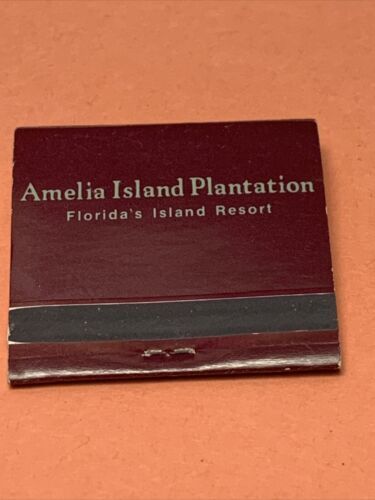 Amelia Island Plantation
Florida's Island Resort